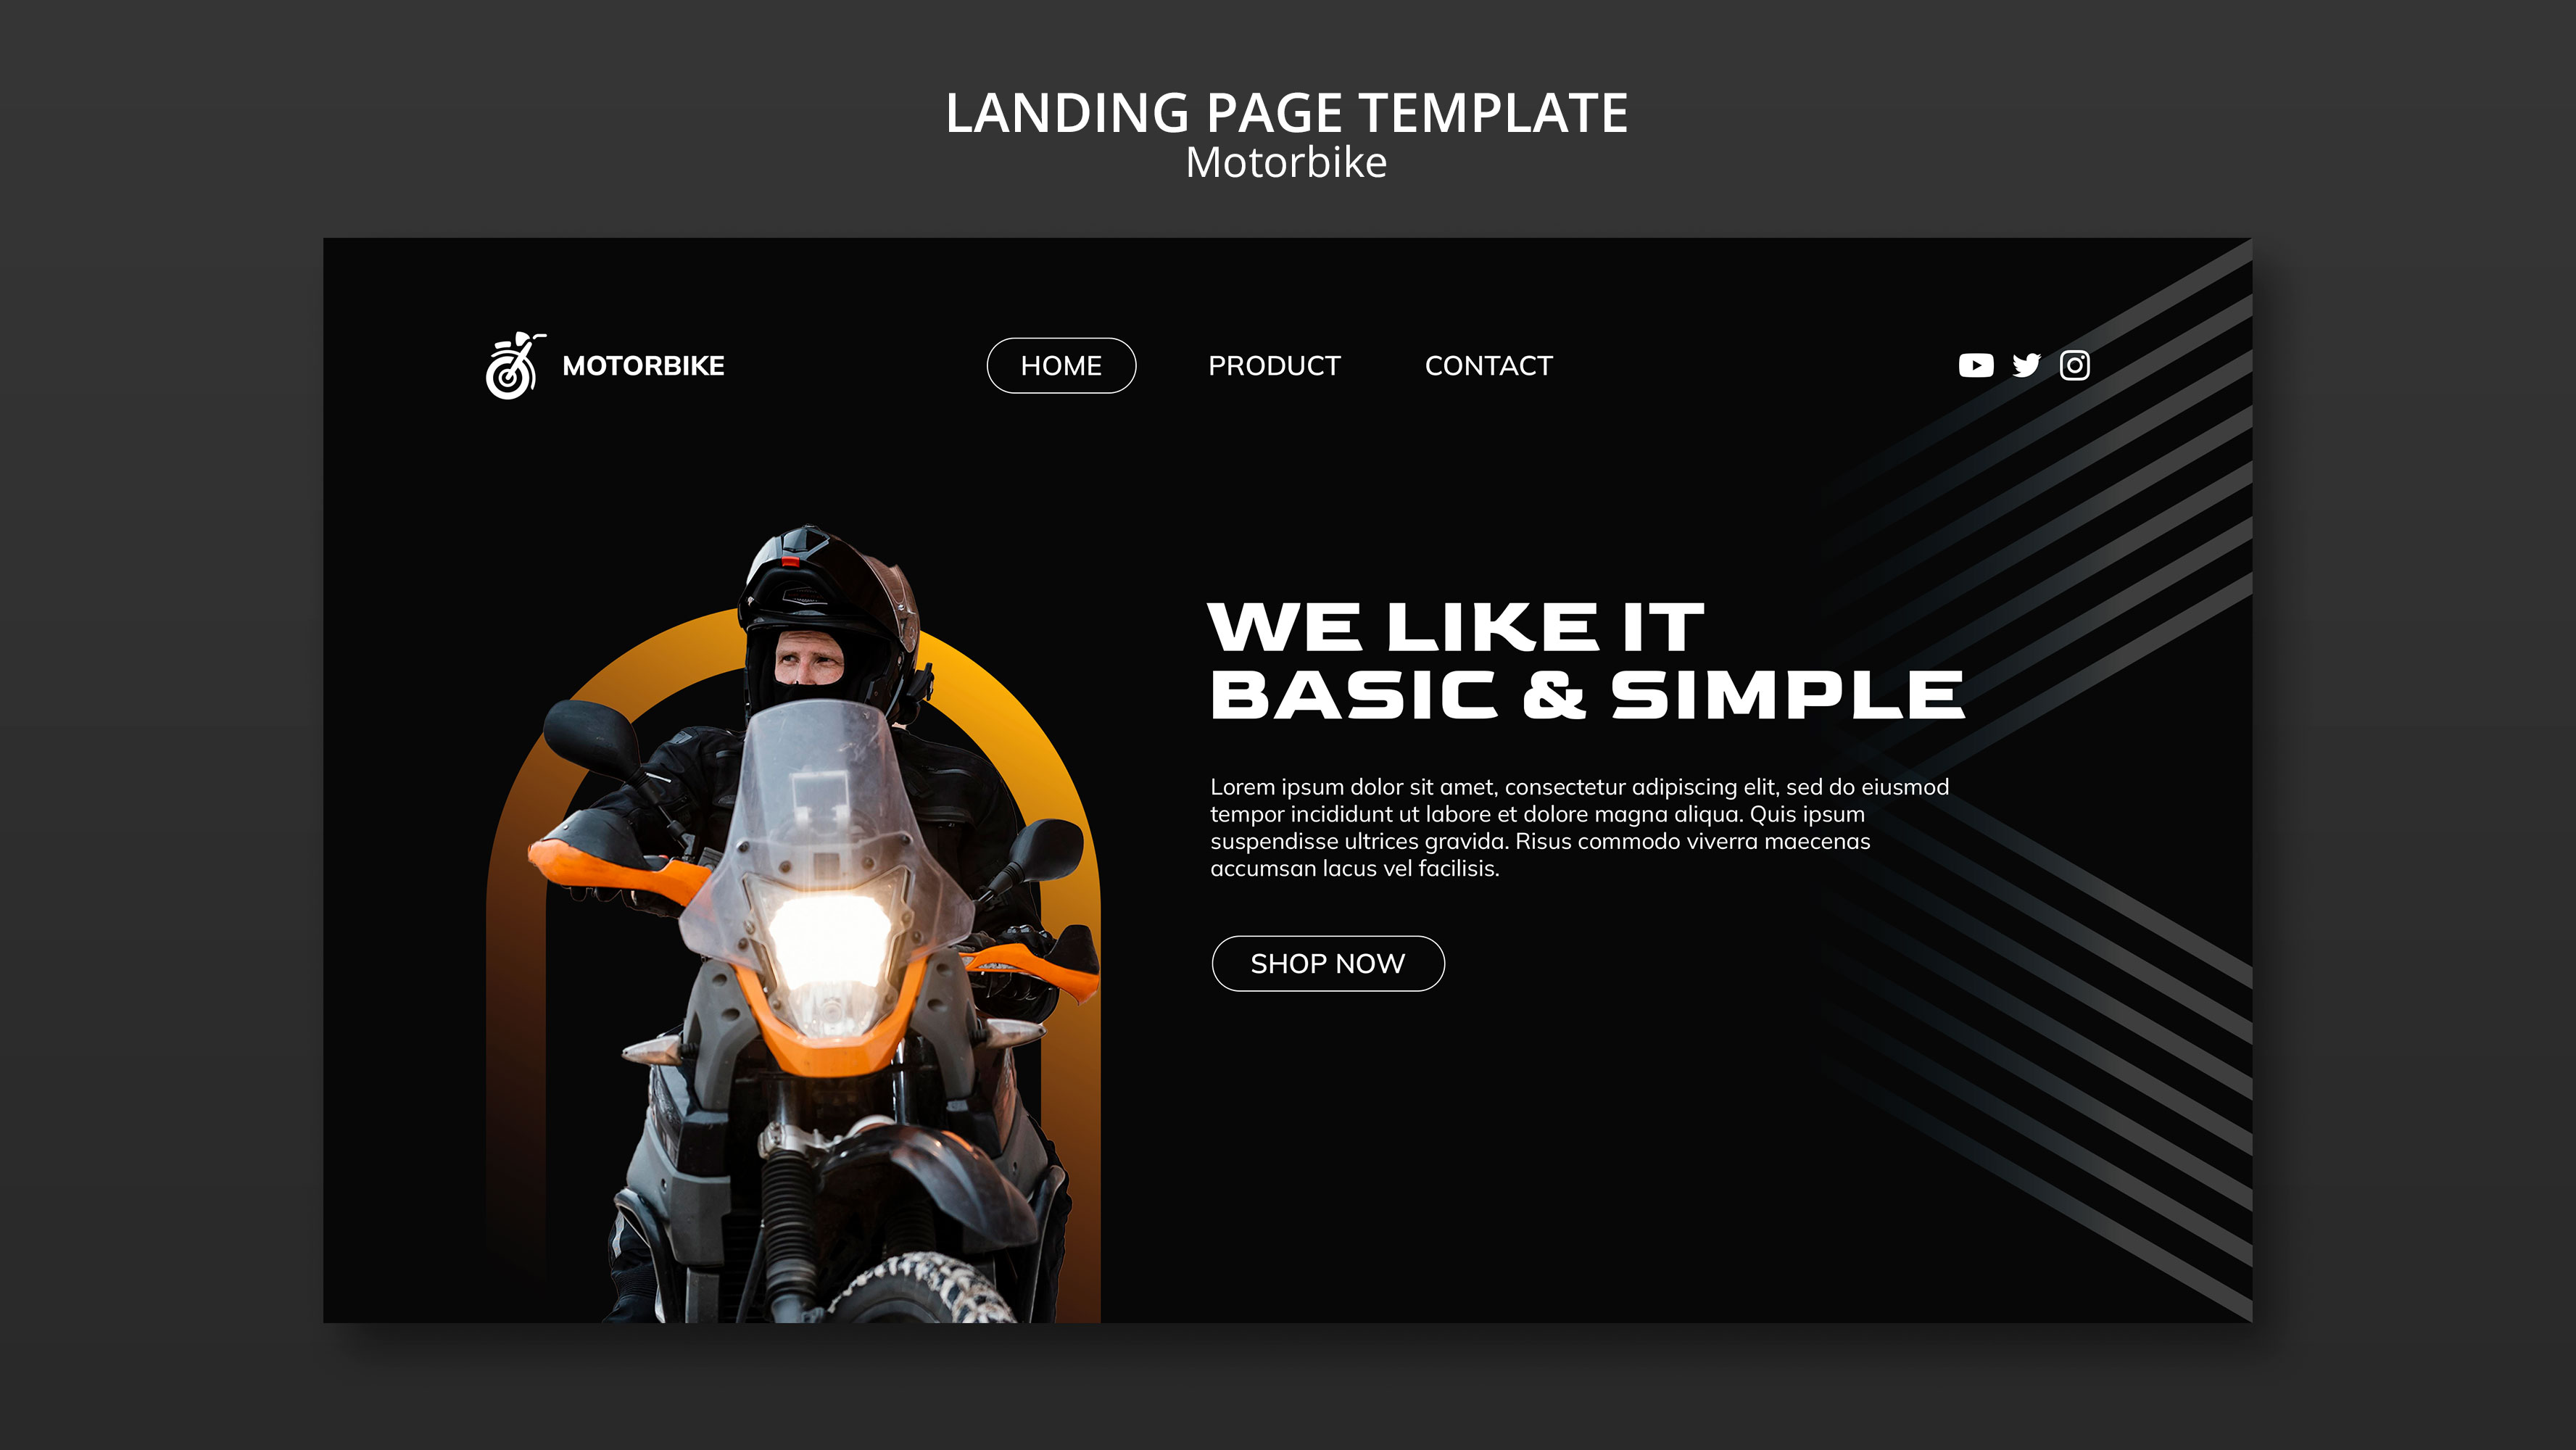 LANDING PAGE TEMPLATE
Motorbike
MOTORBIKE
HOME
PRODUCT
CONTACT
WE LIKE IT
BASIC & SIMPLE
Lorem ipsum dolor sit amet, consectetur adipiscing elit, sed do eiusmod
tempor incididunt ut labore et dolore magna aliqua. Quis ipsum
suspendisse ultrices gravida. Risus commodo viverra maecenas
accumsan lacus vel facilisis.
SHOP NOW